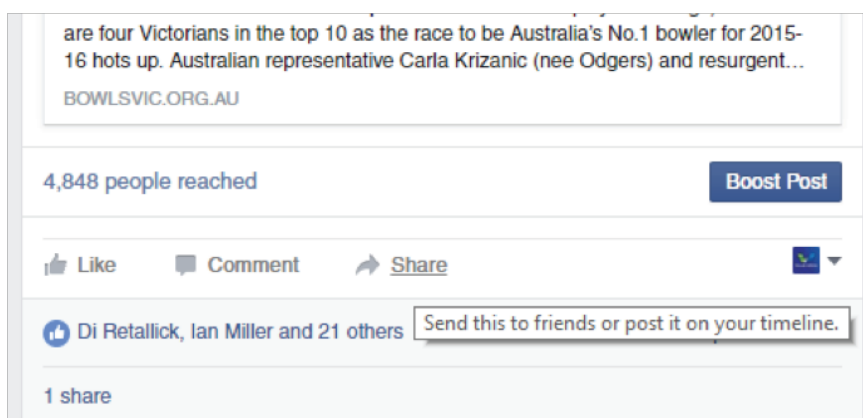 are four Victorians in the top 10 as the race to be Australia's No.1 bowler for 2015-
16 hots up. Australian representative Carla Krizanic (nee Odgers) and resurgent...
BOWLSVIC.ORG.AU
4,848 people reached
Boost Post
Like Comment Share
Di Retallick, Ian Miller and 21 others
Send this to friends or post it on your timeline.
1 share